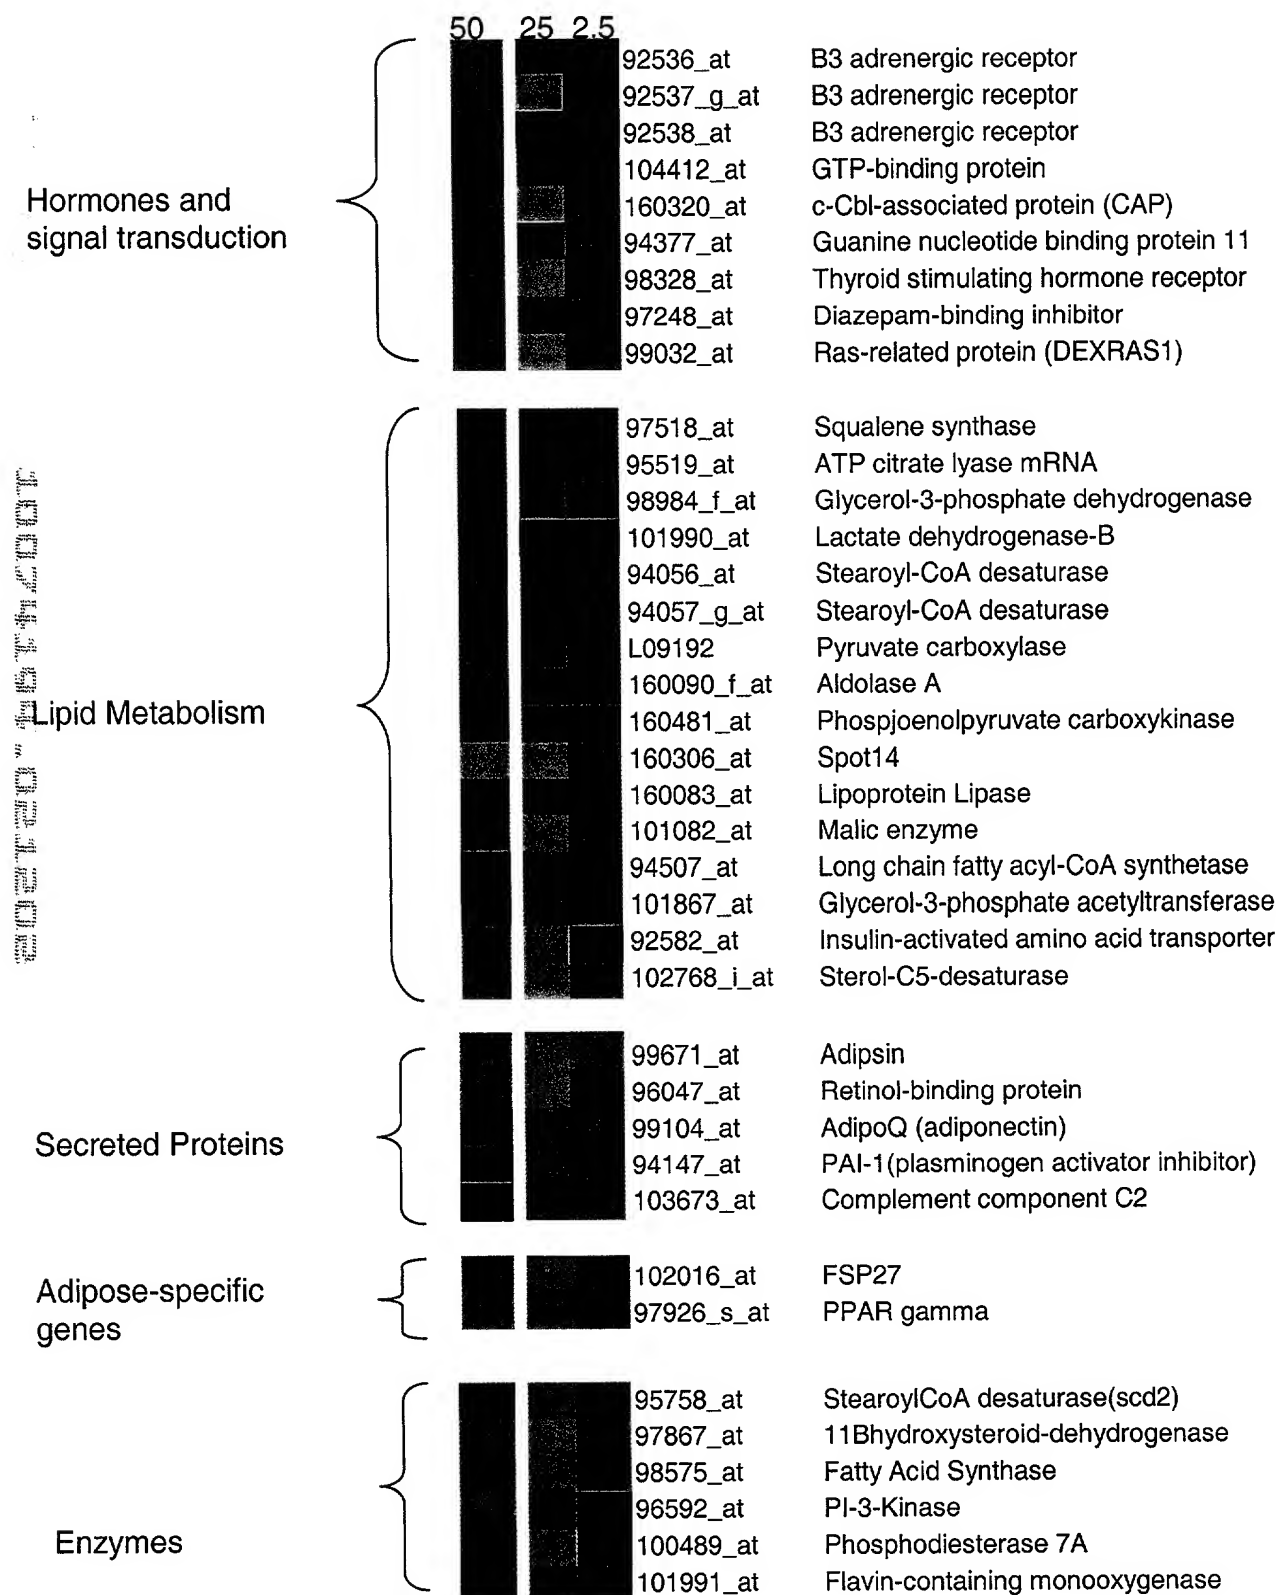 50 25 2.5
Hormones and
signal transduction
92536_at B3 adrenergic receptor
92537_g_at B3 adrenergic receptor
92538_at B3 adrenergic receptor
104412_at GTP-binding protein
160320_at c-Cbl-associated protein (CAP)
94377_at Guanine nucleotide binding protein 11
98328_at Thyroid stimulating hormone receptor
97248_at Diazepam-binding inhibitor
99032_at Ras-related protein (DEXRAS1)
Lipid Metabolism
97518_at Squalene synthase
95519_at ATP citrate lyase mRNA
98984_f_at Glycerol-3-phosphate dehydrogenase
101990_at Lactate dehydrogenase-B
94056_at Stearoyl-CoA desaturase
94057_g_at Stearoyl-CoA desaturase
L09192 Pyruvate carboxylase
160090_f_at Aldolase A
160481_at Phospjoenolpyruvate carboxykinase
160306_at Spot14
160083_at Lipoprotein Lipase
101082_at Malic enzyme
94507_at Long chain fatty acyl-CoA synthetase
101867_at Glycerol-3-phosphate acetyltransferase
92582_at Insulin-activated amino acid transporter
102768_i_at Sterol-C5-desaturase
Secreted Proteins
99671_at Adipsin
96047_at Retinol-binding protein
99104_at AdipoQ (adiponectin)
94147_at PAI-1(plasminogen activator inhibitor)
103673_at Complement component C2
Adipose-specific
genes
102016_at FSP27
97926_s_at PPAR gamma
Enzymes
95758_at StearoylCoA desaturase(scd2)
97867_at 11Bhydroxysteroid-dehydrogenase
98575_at Fatty Acid Synthase
96592_at PI-3-Kinase
100489_at Phosphodiesterase 7A
101991_at Flavin-containing monooxygenase